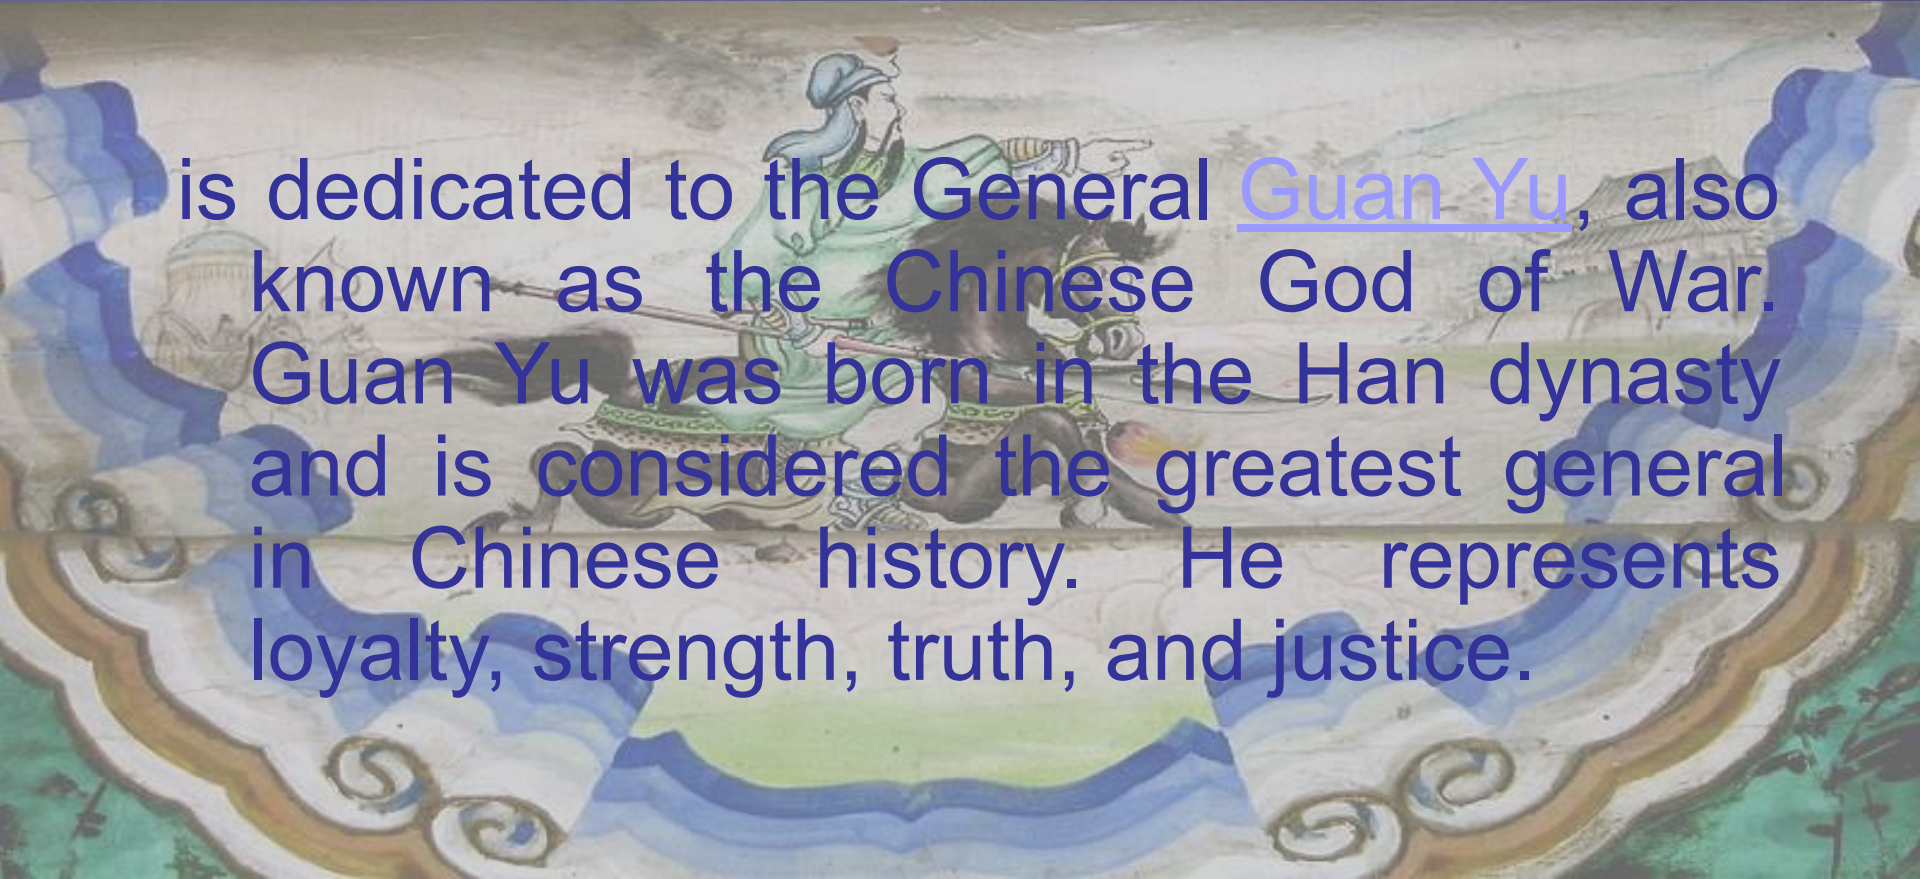 is dedicated to the General Guan Yu, also
known as the Chinese God of War.
Guan Yu was born in the Han dynasty
and is considered the greatest general
in Chinese history. He represents
loyalty, strength, truth, and justice.